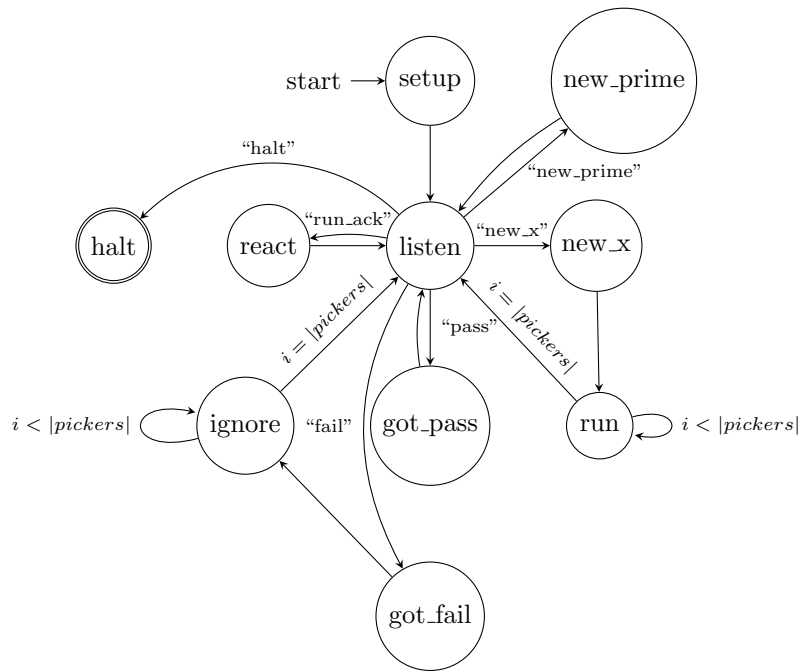 start
setup
new_prime
“halt”
“new_prime”
“run_ack”
“new_x”
halt
react
listen
new_x
i = |pickers|
i = |pickers|
“pass”
i < |pickers|
ignore
“fail”
got_pass
run
i < |pickers|
got_fail